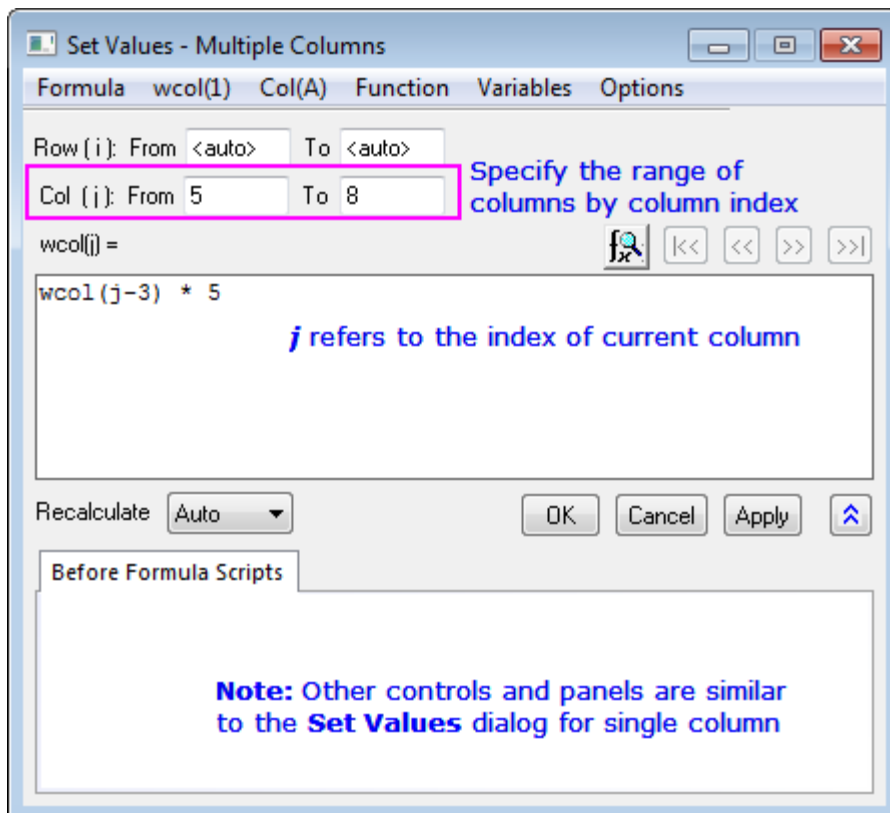 Set Values - Multiple Columns
Formula wcol(1) Col(A) Function Variables Options
Row ( i ): From <auto> To <auto>
Specify the range of
Col ( j ): From 5 To 8
columns by column index
wcol(j) =
fx |<< << >> >>|
wcol(j-3) * 5
j refers to the index of current column
Recalculate Auto OK Cancel Apply
Before Formula Scripts
Note: Other controls and panels are similar
to the Set Values dialog for single column